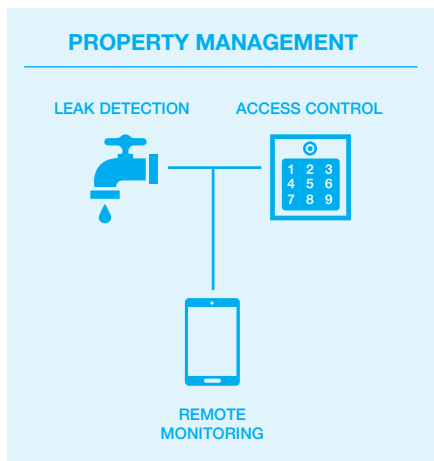 PROPERTY MANAGEMENT
LEAK DETECTION
ACCESS CONTROL
1 2 3
4 5 6
7 8 9
REMOTE
MONITORING